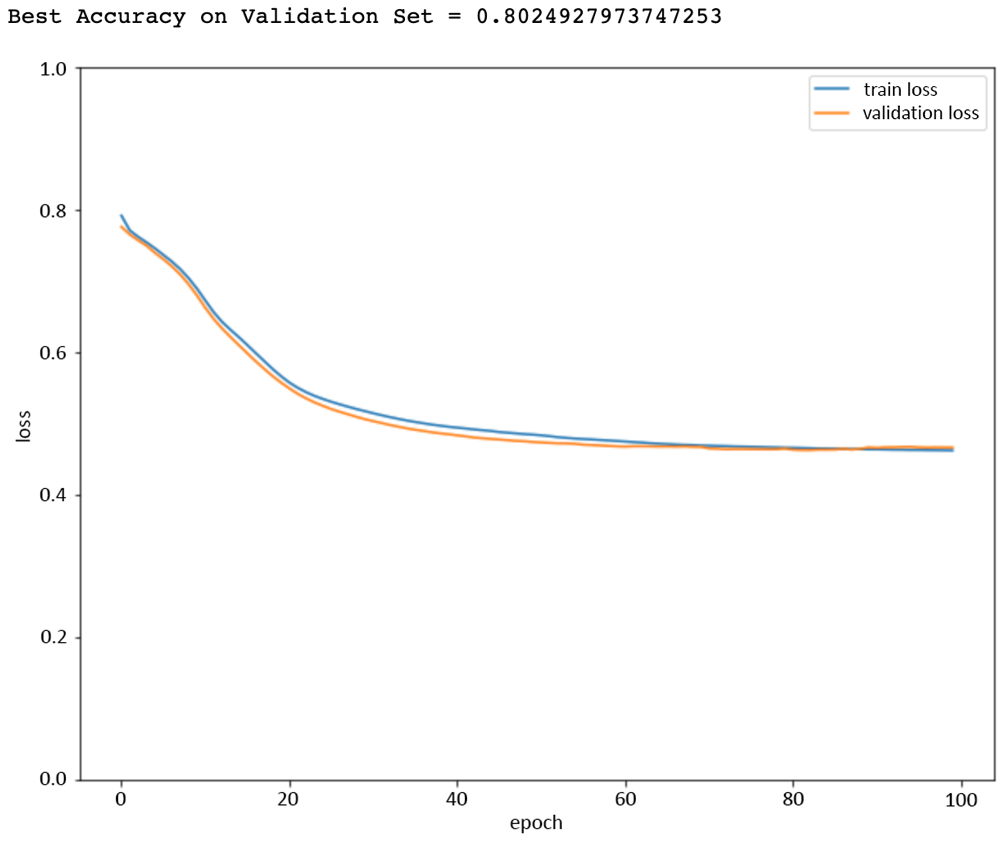 Best Accuracy on Validation Set = 0.8024927973747253
1.0
train loss
validation loss
0.8
0.6
loss
0.4
0.2
0.0
0 20 40 60 80 100
epoch